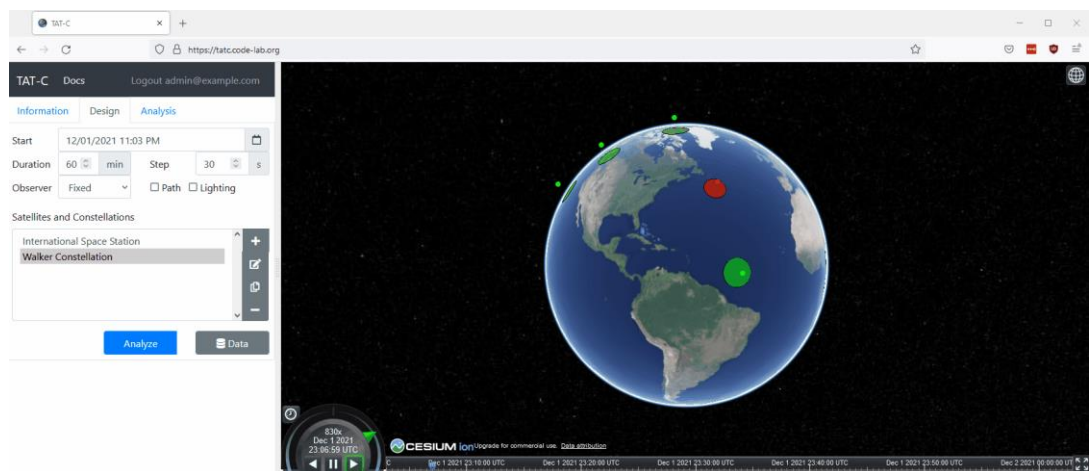 TAT-C
https://tatc.code-lab.org
TAT-C Docs Logout admin@example.com
Information Design Analysis
Start 12/01/2021 11:03 PM
Duration 60 min Step 30 s
Observer Fixed Path Lighting
Satellites and Constellations
International Space Station
Walker Constellation
Analyze Data
830x
Dec 1 2021
23:06:59 UTC
CESIUM ion Upgrade for commercial use. Data attribution
C Dec 1 2021 23:10:00 UTC Dec 1 2021 23:20:00 UTC Dec 1 2021 23:30:00 UTC Dec 1 2021 23:40:00 UTC Dec 1 2021 23:50:00 UTC Dec 2 2021 00:00:00 UT